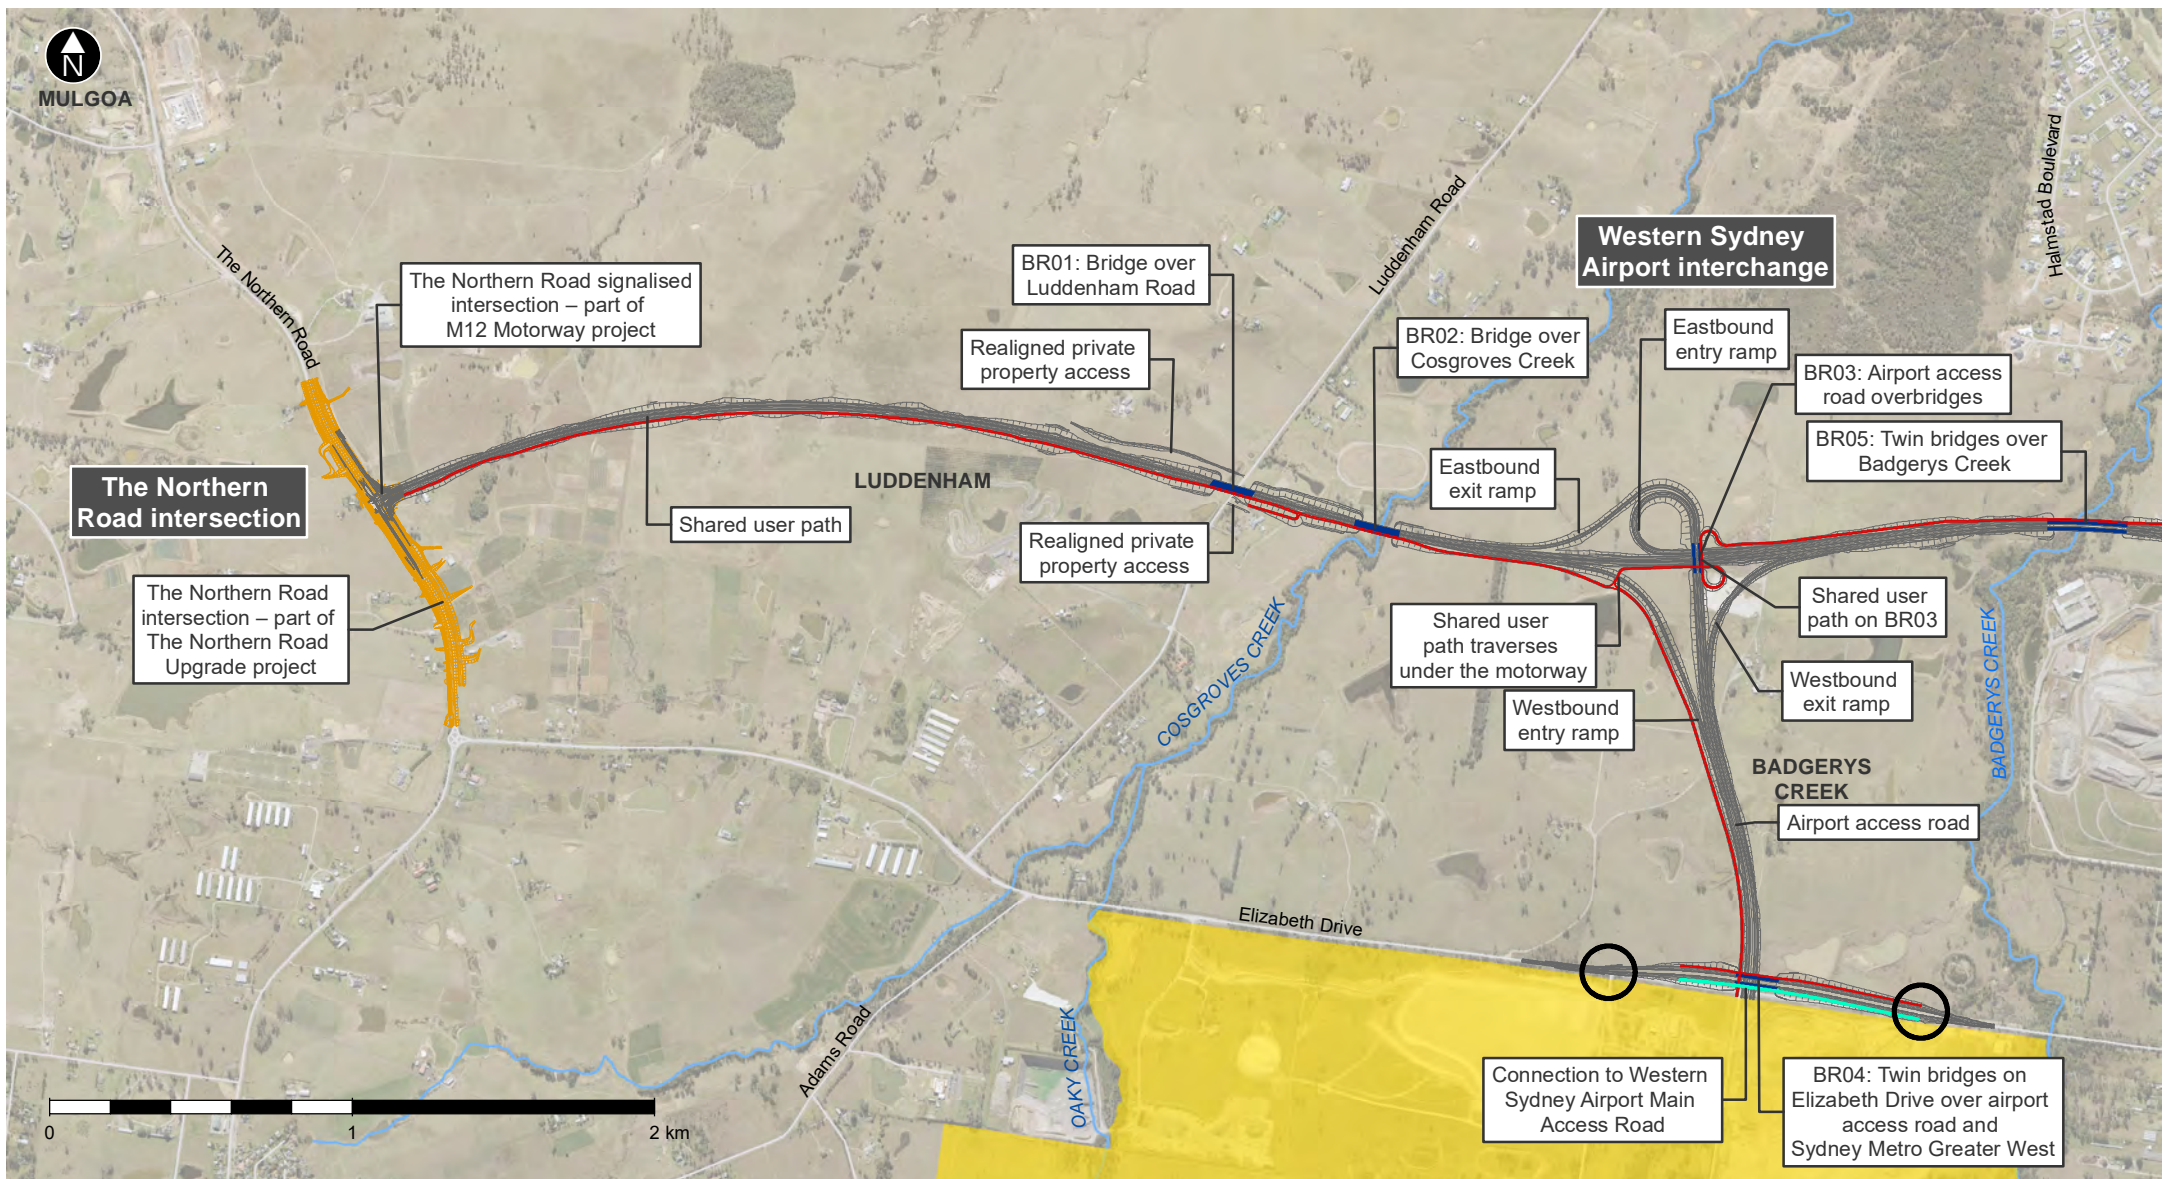 N
MULGOA
The Northern Road
The Northern Road signalised
intersection – part of
M12 Motorway project
BR01: Bridge over
Luddenham Road
Realigned private
property access
Luddenham Road
BR02: Bridge over
Cosgroves Creek
Western Sydney
Airport interchange
Eastbound
entry ramp
BR03: Airport access
road overbridges
BR05: Twin bridges over
Badgerys Creek
Halmstad Boulevard
The Northern
Road intersection
LUDDENHAM
Shared user path
Realigned private
property access
Eastbound
exit ramp
The Northern Road
intersection – part of
The Northern Road
Upgrade project
COSGROVES CREEK
Shared user
path traverses
under the motorway
Shared user
path on BR03
Westbound
entry ramp
Westbound
exit ramp
BADGERYS CREEK
BADGERYS
CREEK
Airport access road
Elizabeth Drive
Adams Road
OAKY CREEK
Connection to Western
Sydney Airport Main
Access Road
BR04: Twin bridges on
Elizabeth Drive over airport
access road and
Sydney Metro Greater West
0
1
2 km